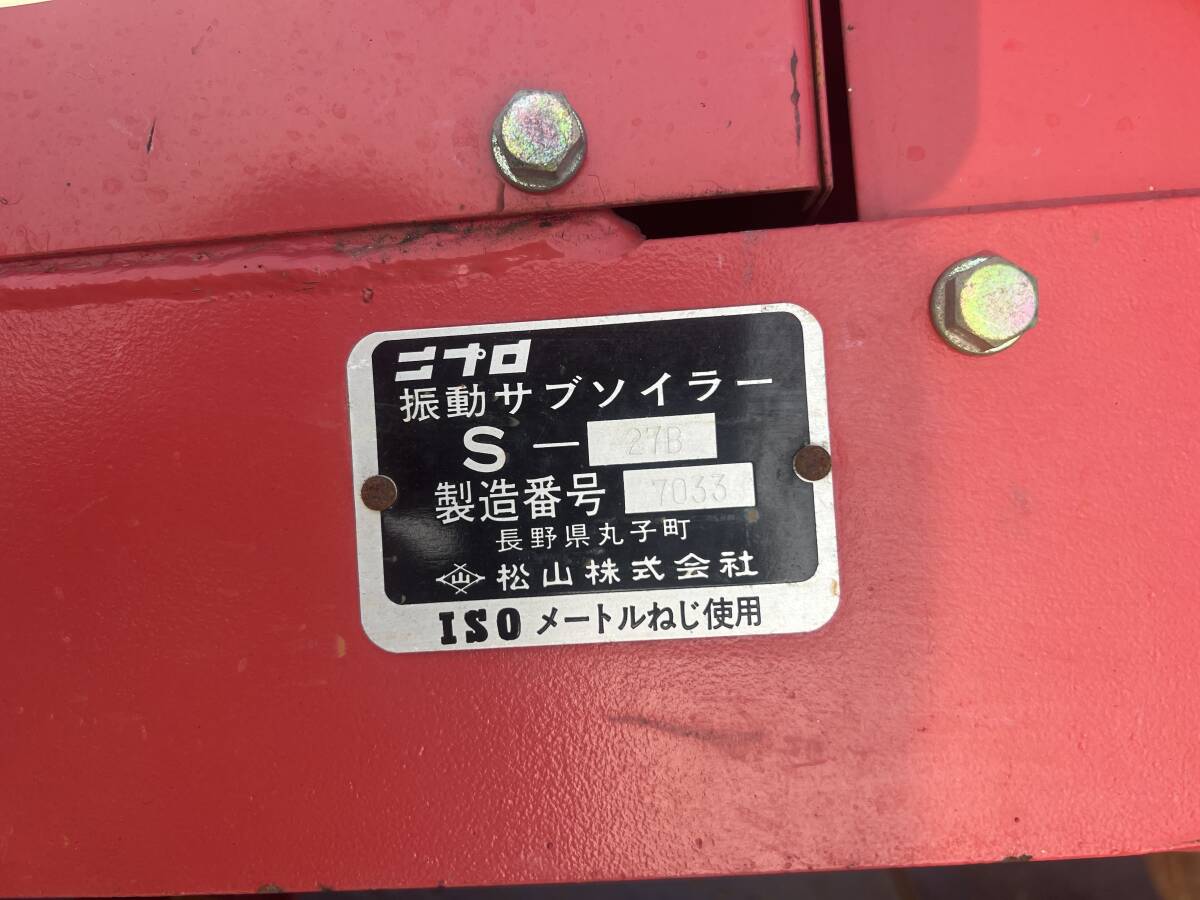 ニプロ
振動サブソイラー
S－27B
製造番号 7033
長野県丸子町
松山株式会社
ISO メートルねじ使用